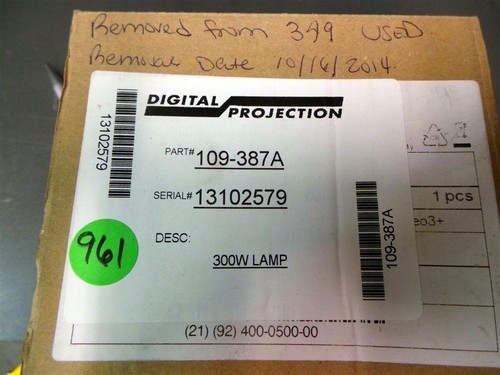 Removed from 349 USED
Removal Date 10/16/2014
DIGITAL PROJECTION
13102579
PART# 109-387A
SERIAL# 13102579
DESC:
300W LAMP
961
109-387A
1 pcs
eo3+
(21) (92) 400-0500-00